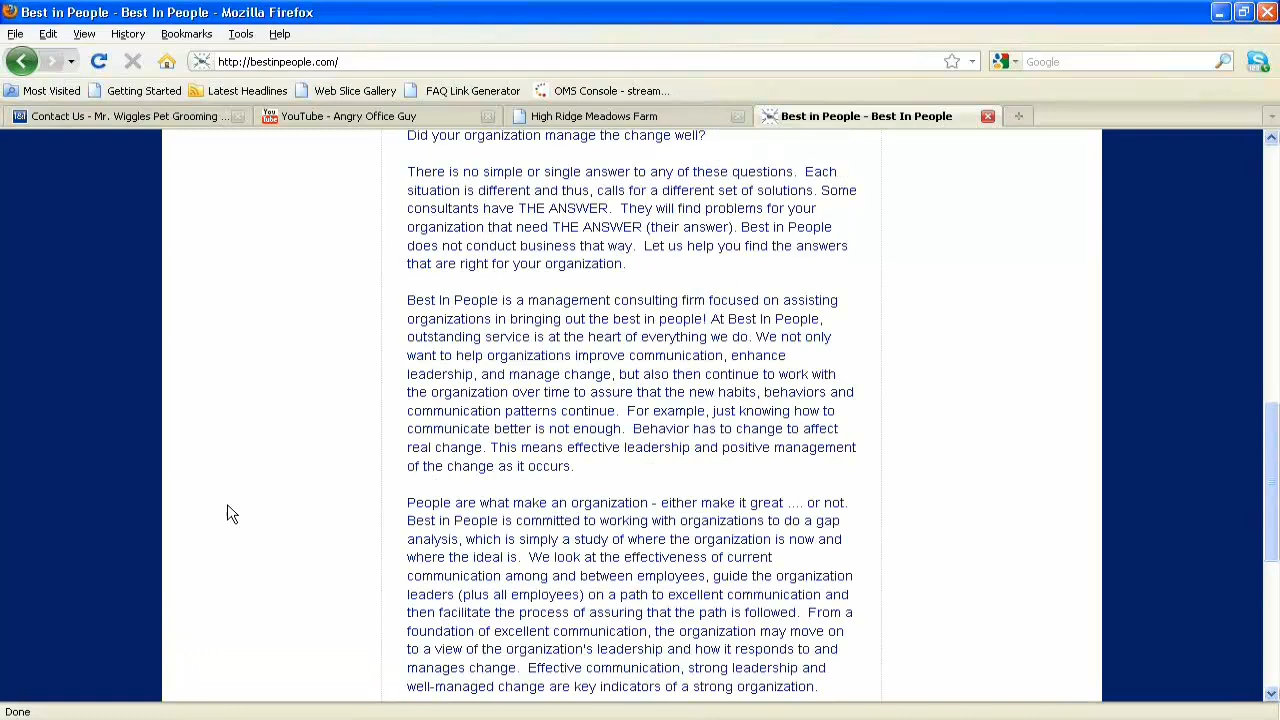 Best in People - Best In People - Mozilla Firefox
File Edit View History Bookmarks Tools Help
http://bestinpeople.com/
Google
Most Visited Getting Started Latest Headlines Web Slice Gallery FAQ Link Generator OMS Console - stream...
Contact Us - Mr. Wiggles Pet Grooming ... YouTube - Angry Office Guy High Ridge Meadows Farm Best in People - Best In People
Did your organization manage the change well?
There is no simple or single answer to any of these questions. Each
situation is different and thus, calls for a different set of solutions. Some
consultants have THE ANSWER. They will find problems for your
organization that need THE ANSWER (their answer). Best in People
does not conduct business that way. Let us help you find the answers
that are right for your organization.
Best In People is a management consulting firm focused on assisting
organizations in bringing out the best in people! At Best In People,
outstanding service is at the heart of everything we do. We not only
want to help organizations improve communication, enhance
leadership, and manage change, but also then continue to work with
the organization over time to assure that the new habits, behaviors and
communication patterns continue. For example, just knowing how to
communicate better is not enough. Behavior has to change to affect
real change. This means effective leadership and positive management
of the change as it occurs.
People are what make an organization - either make it great .... or not.
Best in People is committed to working with organizations to do a gap
analysis, which is simply a study of where the organization is now and
where the ideal is. We look at the effectiveness of current
communication among and between employees, guide the organization
leaders (plus all employees) on a path to excellent communication and
then facilitate the process of assuring that the path is followed. From a
foundation of excellent communication, the organization may move on
to a view of the organization's leadership and how it responds to and
manages change. Effective communication, strong leadership and
well-managed change are key indicators of a strong organization.
Done